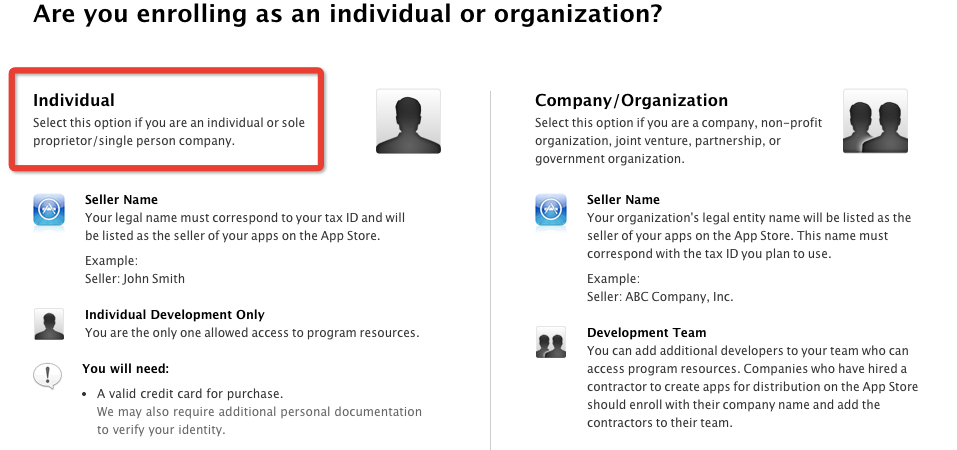 Are you enrolling as an individual or organization?
Individual
Select this option if you are an individual or sole
proprietor/single person company.
Seller Name
Your legal name must correspond to your tax ID and will
be listed as the seller of your apps on the App Store.
Example:
Seller: John Smith
Individual Development Only
You are the only one allowed access to program resources.
You will need:
• A valid credit card for purchase.
We may also require additional personal documentation
to verify your identity.
Company/Organization
Select this option if you are a company, non-profit
organization, joint venture, partnership, or
government organization.
Seller Name
Your organization's legal entity name will be listed as the
seller of your apps on the App Store. This name must
correspond with the tax ID you plan to use.
Example:
Seller: ABC Company, Inc.
Development Team
You can add additional developers to your team who can
access program resources. Companies who have hired a
contractor to create apps for distribution on the App Store
should enroll with their company name and add the
contractors to their team.